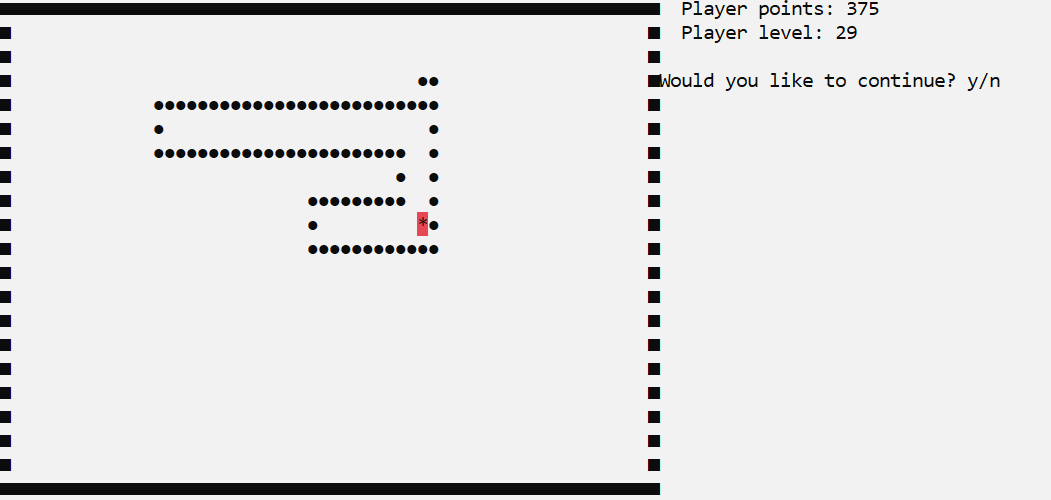 Player points: 375
Player level: 29
Would you like to continue? y/n
*